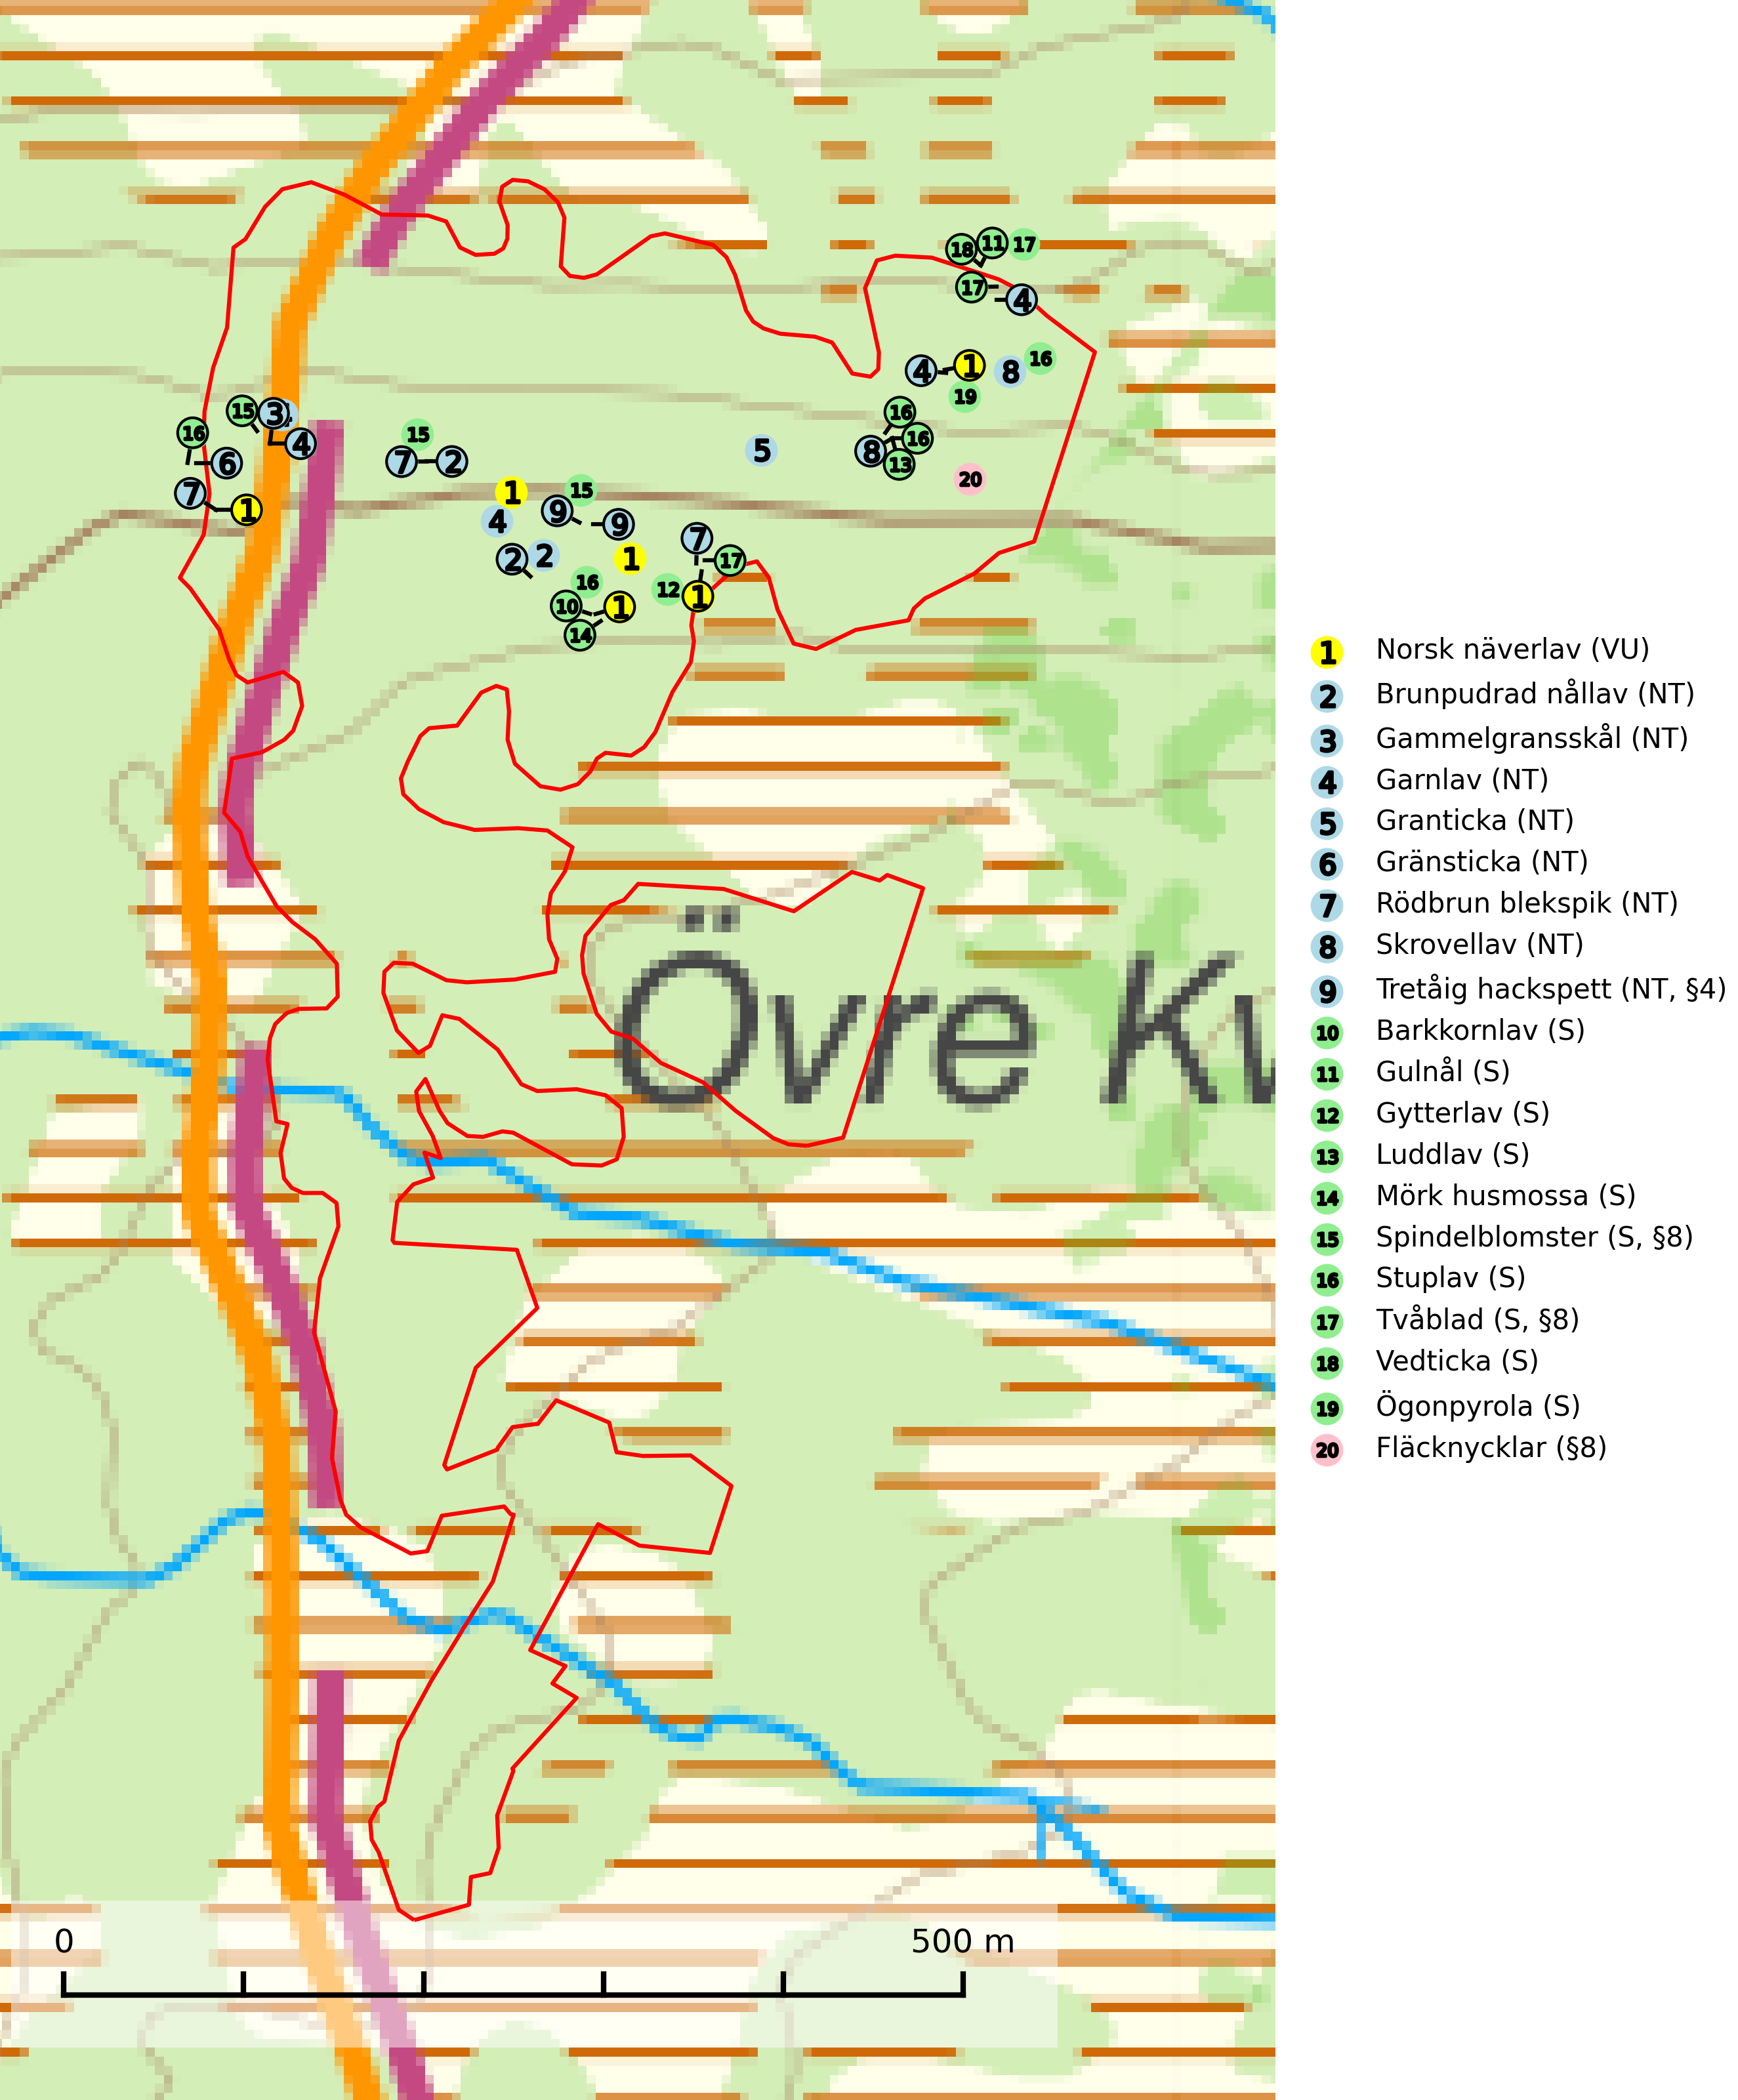 18 11 17
17
4
4 1 8 16
19
15 3
4
16
16
15
16
6
7 2
5
8
13
20
7
1
1
15
9
4
9
7
2 2
1
17
16
12
1
10
1
14
1 Norsk näverlav (VU)
2 Brunpudrad nållav (NT)
3 Gammelgransskål (NT)
4 Garnlav (NT)
5 Granticka (NT)
6 Gränsticka (NT)
7 Rödbrun blekspik (NT)
8 Skrovellav (NT)
9 Tretåig hackspett (NT, §4)
10 Barkkornlav (S)
11 Gulnål (S)
12 Gytterlav (S)
13 Luddlav (S)
14 Mörk husmossa (S)
15 Spindelblomster (S, §8)
16 Stuplav (S)
17 Tvåblad (S, §8)
18 Vedticka (S)
19 Ögonpyrola (S)
20 Fläcknycklar (§8)
Övre
0 500 m